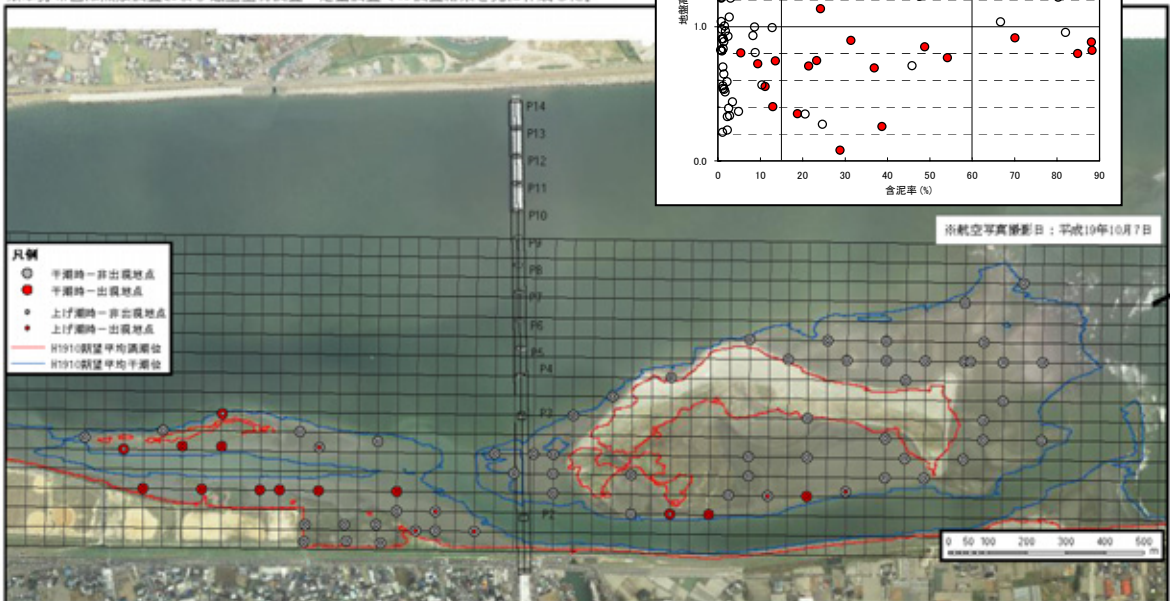 地盤高
1.0
0.0
0 10 20 30 40 50 60 70 80 90
含泥率(%)
P14
P13
P12
P11
P10
P9
P8
P7
P6
P5
P4
P3
P2
※航空写真撮影日:平成19年10月7日
凡例
干潮時-非出現地点
干潮時-出現地点
上げ潮時-非出現地点
上げ潮時-出現地点
H1910朔望平均満潮位
H1910朔望平均干潮位
0 50 100 200 300 400 500
m